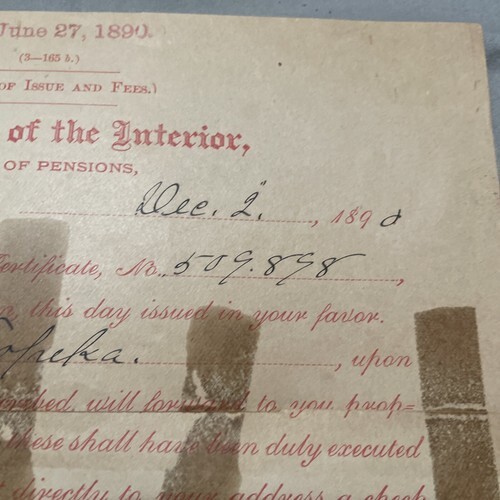 June 27, 1890.
(3—165 b.)
OF ISSUE AND FEES.)
of the Interior,
OF PENSIONS,
Dec. 2., 1890
Certificate, No. 509.898,
this day issued in your favor.
Topeka., upon
will forward to you prop=
these shall have been duly executed
directly to your address a check